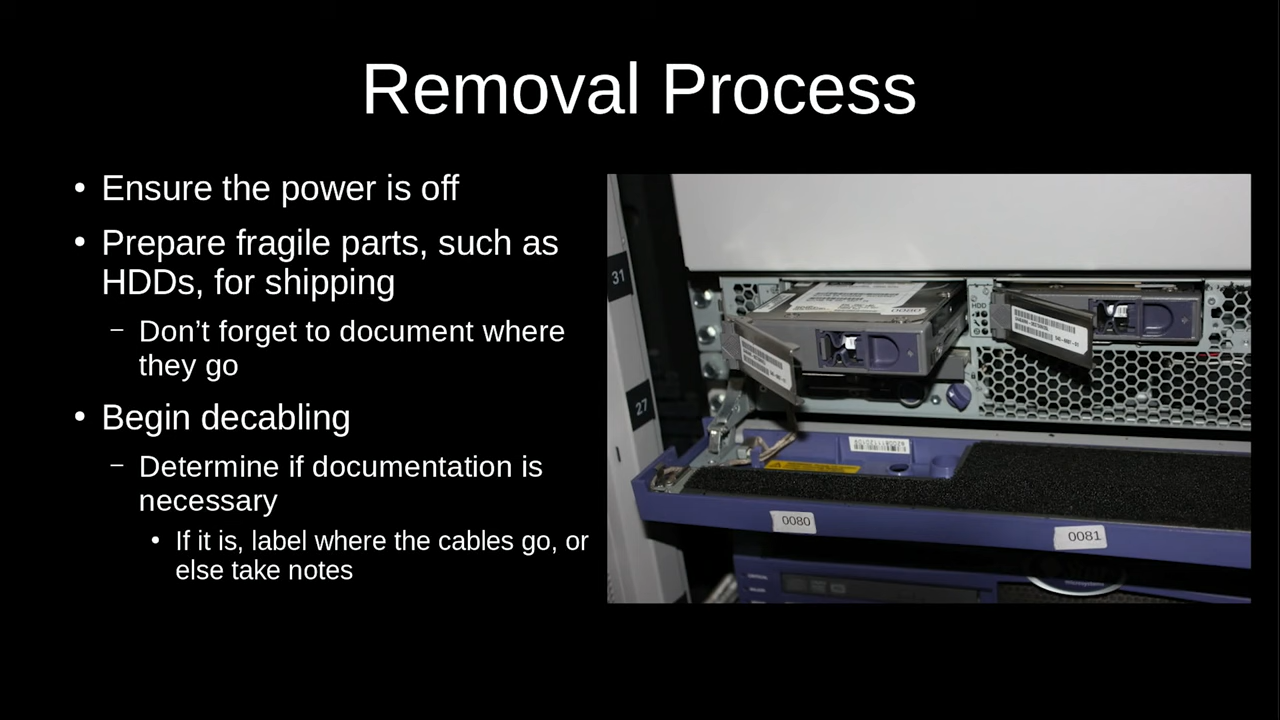 Removal Process
• Ensure the power is off
• Prepare fragile parts, such as
HDDs, for shipping
– Don’t forget to document where
they go
• Begin decabling
– Determine if documentation is
necessary
• If it is, label where the cables go, or
else take notes
31
HDD
0080
27
0080
0081